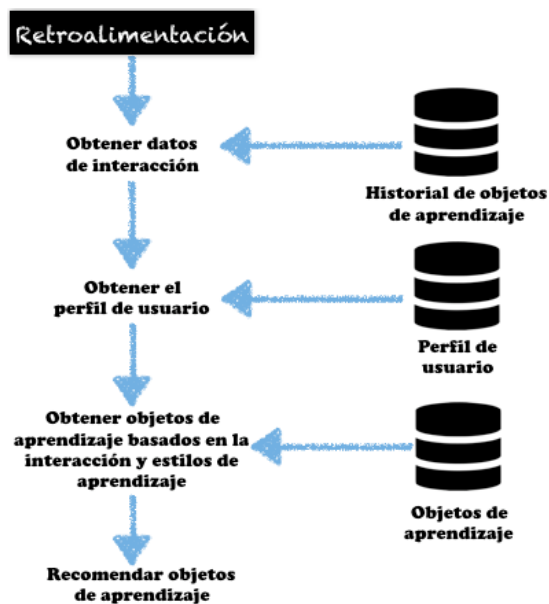 Retroalimentación
Obtener datos
de interacción
Historial de objetos
de aprendizaje
Obtener el
perfil de usuario
Perfil de
usuario
Obtener objetos de
aprendizaje basados en la
interacción y estilos de
aprendizaje
Objetos de
aprendizaje
Recomendar objetos
de aprendizaje